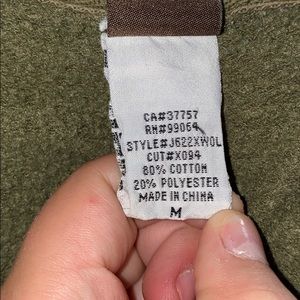 CA#37757
RN#99064
STYLE#J622XWOL
CUT#X094
80% COTTON
20% POLYESTER
MADE IN CHINA
M